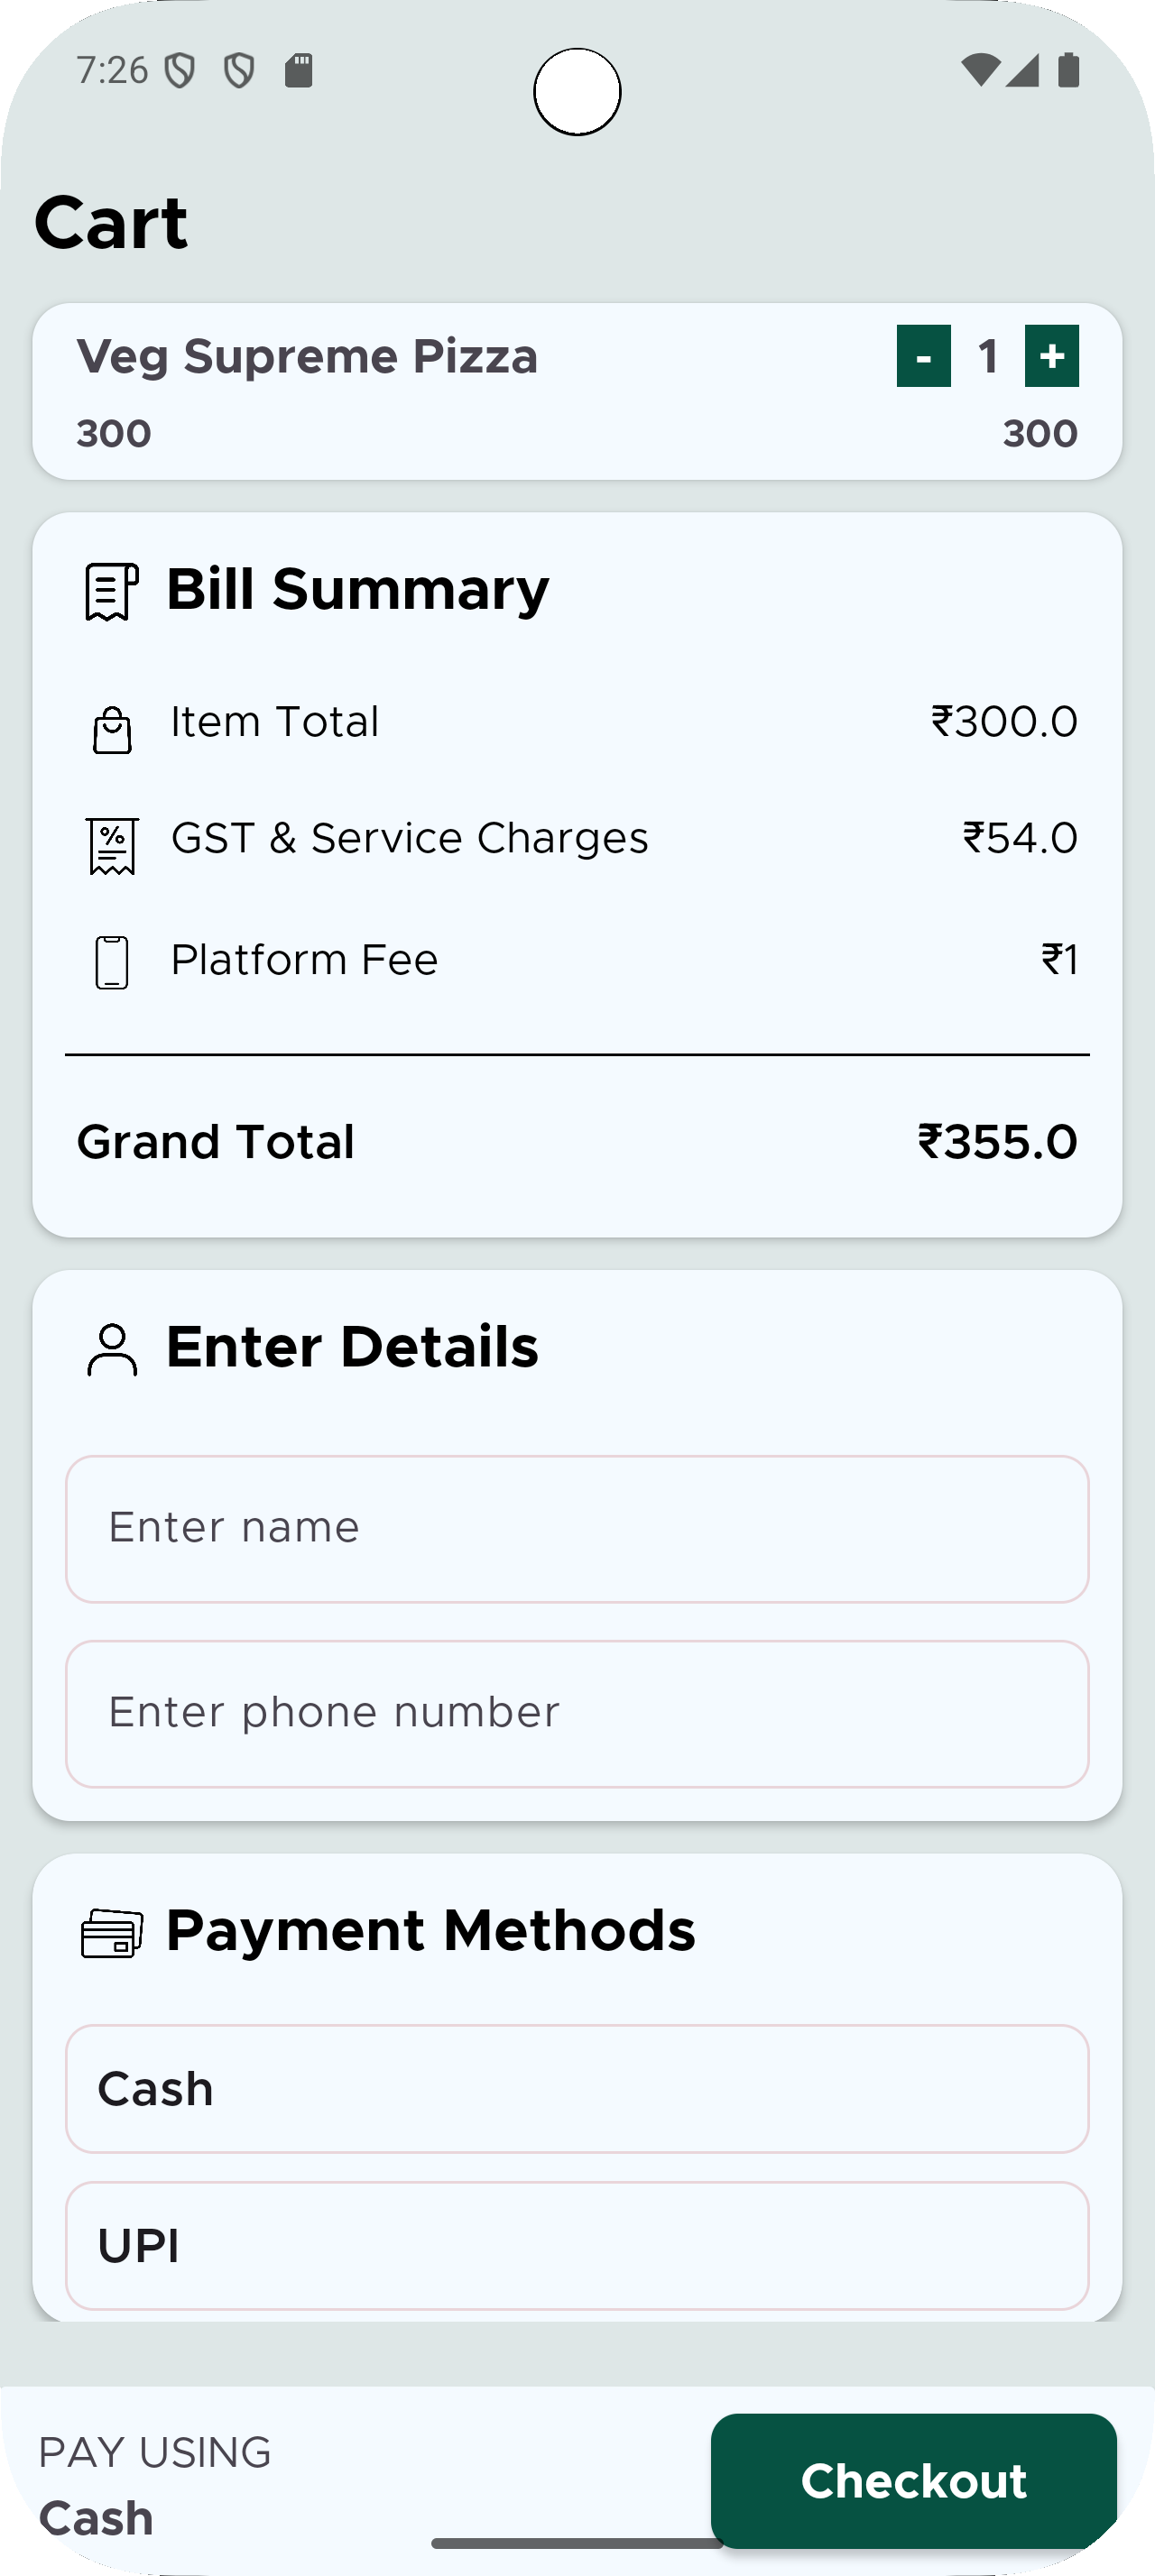 7:26
Cart
Veg Supreme Pizza - 1 +
300 300
Bill Summary
Item Total ₹300.0
% GST & Service Charges ₹54.0
Platform Fee ₹1
Grand Total ₹355.0
Enter Details
Enter name
Enter phone number
Payment Methods
Cash
UPI
PAY USING
Cash
Checkout